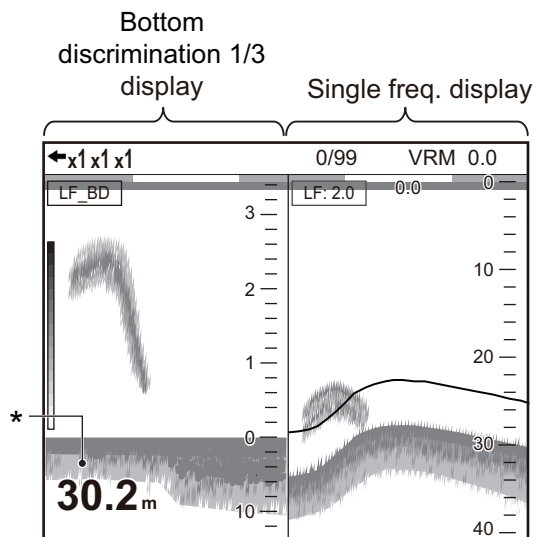 Bottom
discrimination 1/3
display
Single freq. display
x1 x1 x1
0/99
VRM 0.0
LF_BD
3
2
1
0
10
LF: 2.0
0.0
0
10
20
30
40
*
30.2 m